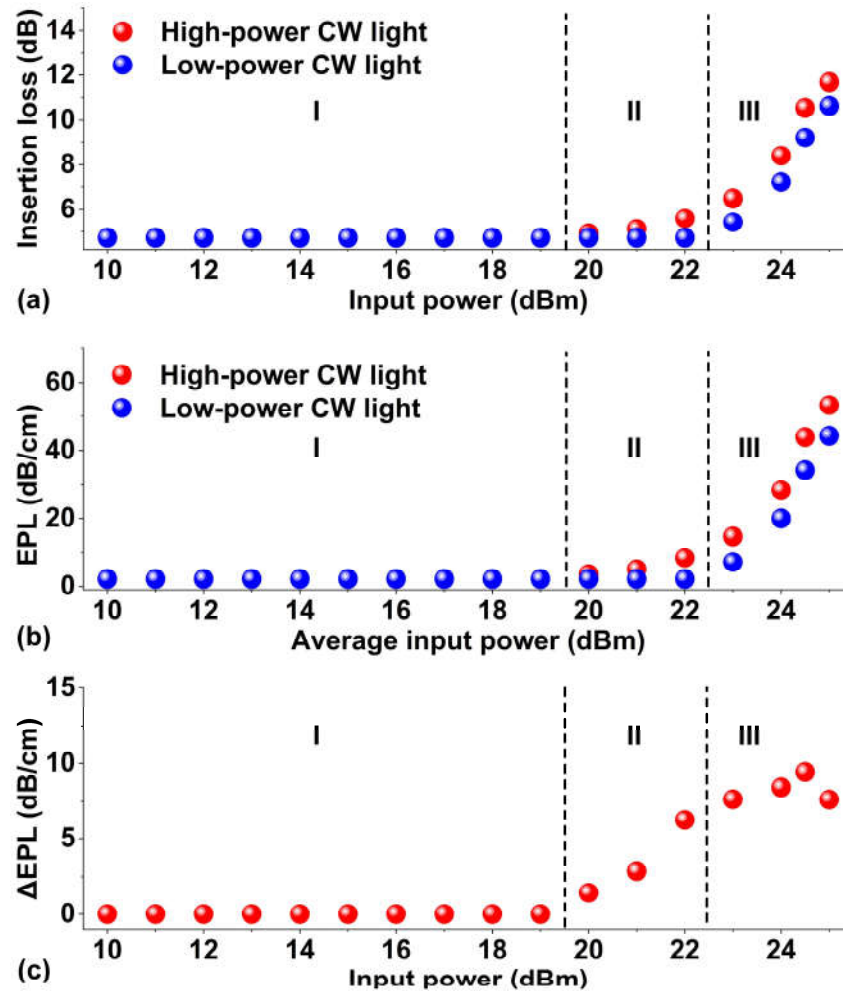 High-power CW light
Low-power CW light
I II III
Insertion loss (dB)
14
12
10
8
6
10 12 14 16 18 20 22 24
(a) Input power (dBm)
High-power CW light
Low-power CW light
I II III
EPL (dB/cm)
60
40
20
0
10 12 14 16 18 20 22 24
(b) Average input power (dBm)
I II III
ΔEPL (dB/cm)
15
10
5
0
10 12 14 16 18 20 22 24
(c) Input power (dBm)